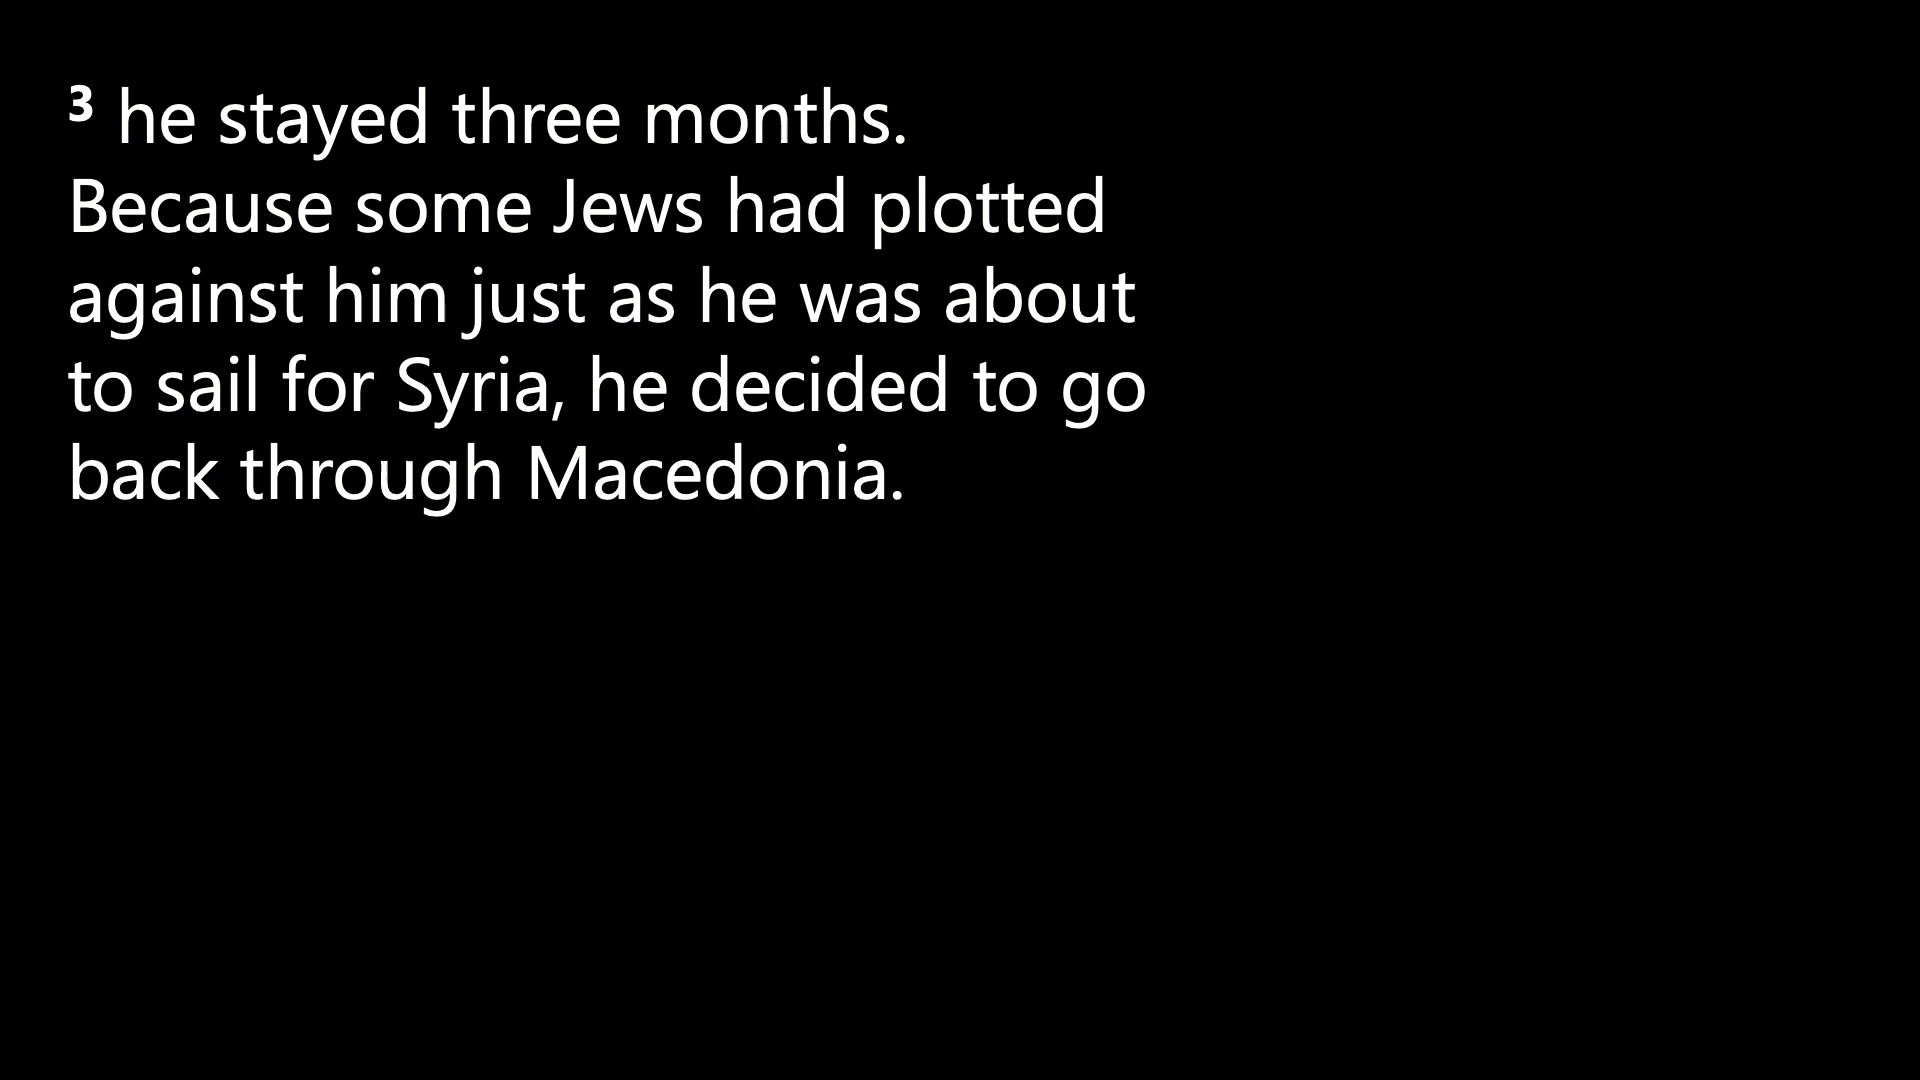 ³ he stayed three months.
Because some Jews had plotted
against him just as he was about
to sail for Syria, he decided to go
back through Macedonia.